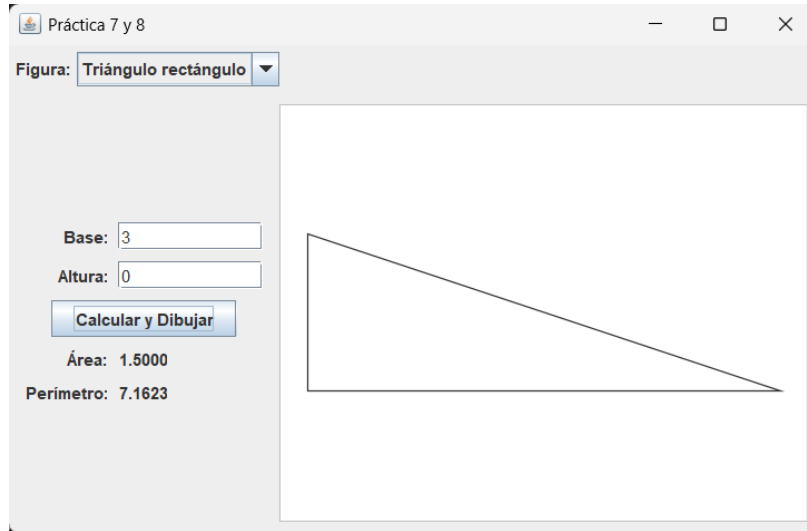 Práctica 7 y 8
Figura: Triángulo rectángulo
Base: 3
Altura: 0
Calcular y Dibujar
Área: 1.5000
Perímetro: 7.1623